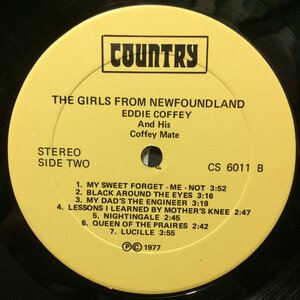 COUNTRY
THE GIRLS FROM NEWFOUNDLAND
EDDIE COFFEY
And His
Coffey Mate
STEREO
SIDE TWO
CS 6011 B
1. MY SWEET FORGET - ME - NOT 3:52
2. BLACK AROUND THE EYES 3:16
3. MY DAD'S THE ENGINEER 3:19
4. LESSONS I LEARNED BY MOTHER'S KNEE 2:47
5. NIGHTINGALE 2:45
6. QUEEN OF THE PRAIRES 2:42
7. LUCILLE 3:55
℗©1977